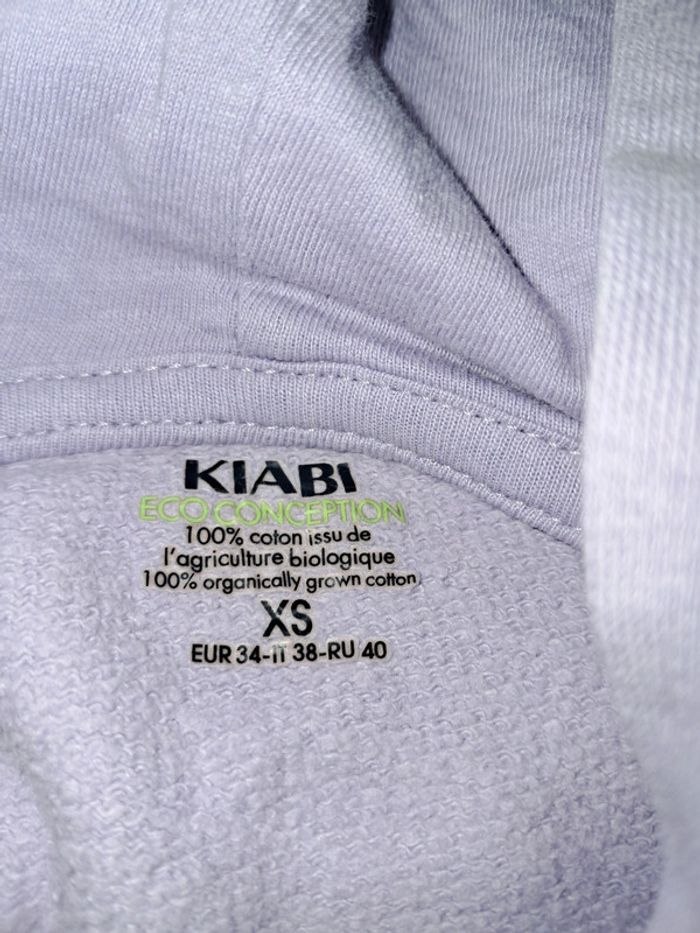 KIABI
ECO CONCEPTION
100% coton issu de
l'agriculture biologique
100% organically grown cotton
XS
EUR 34-IT 38-RU 40